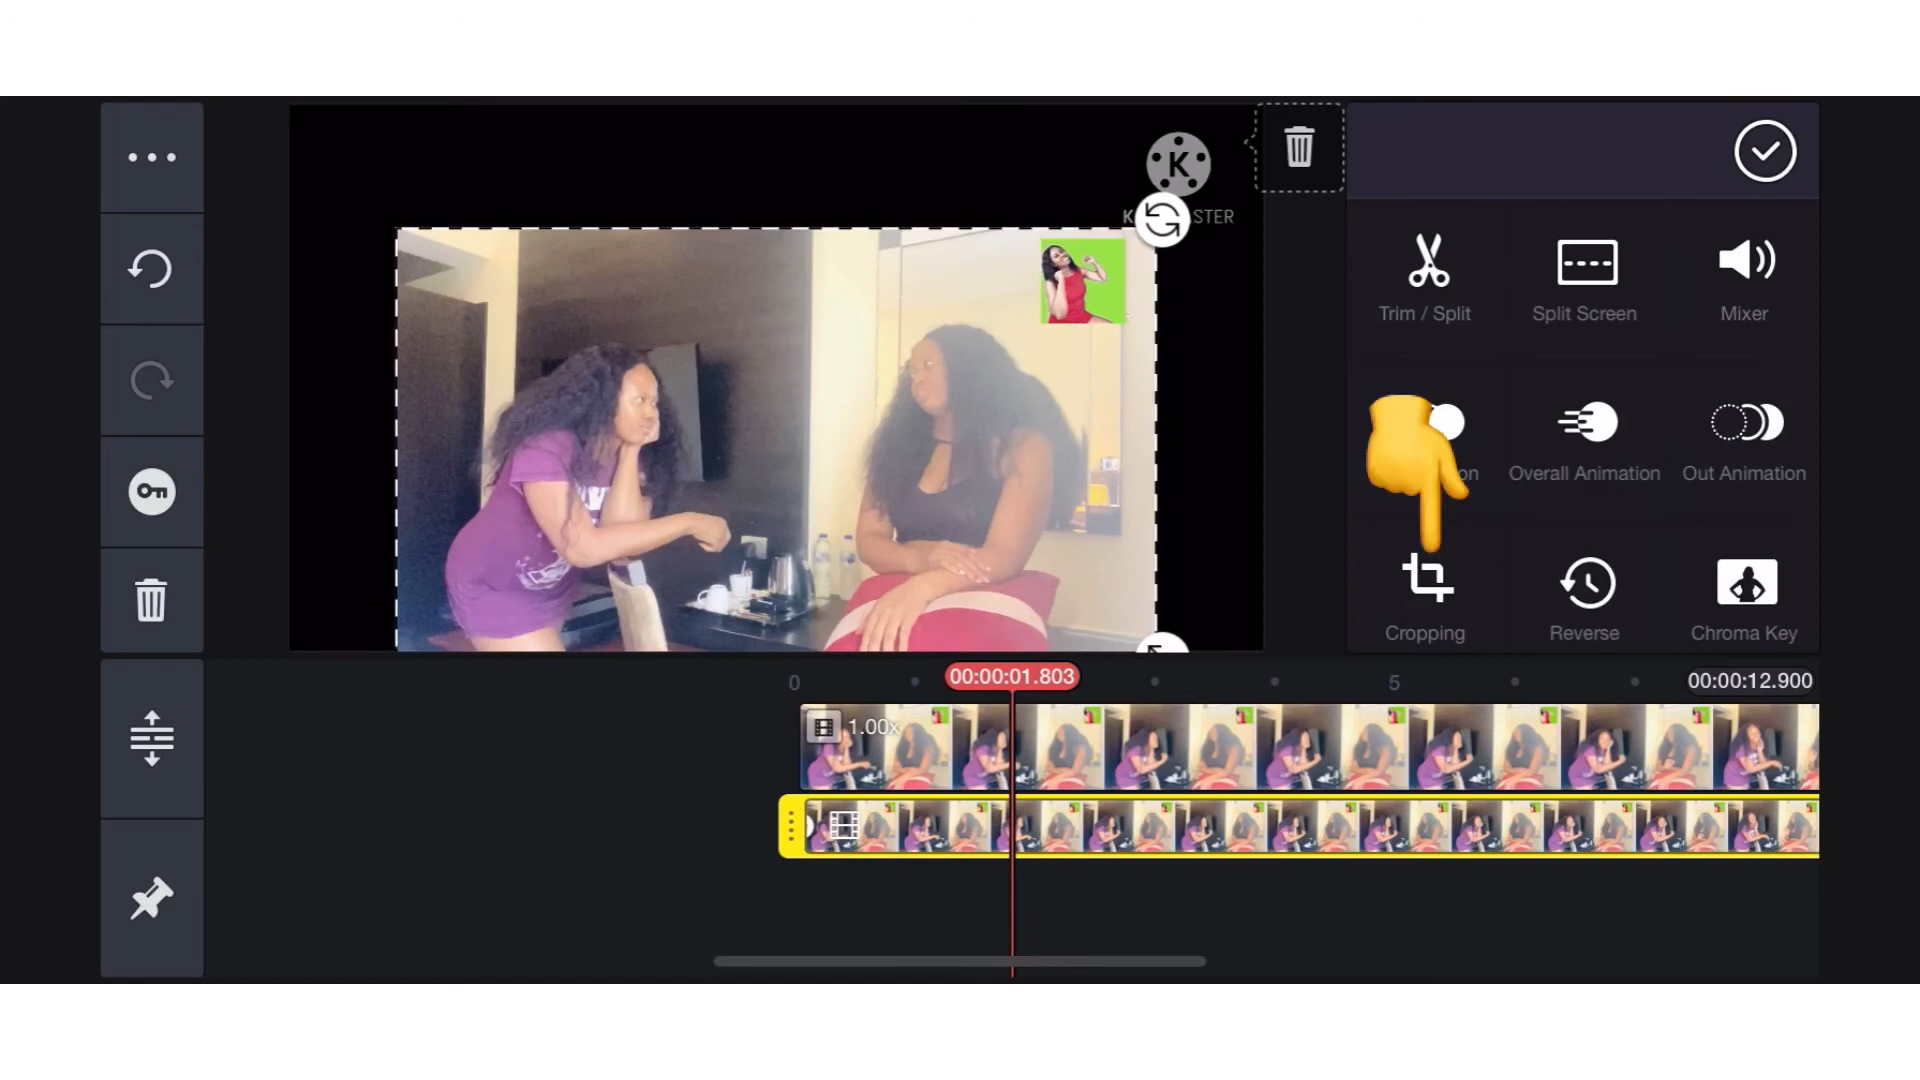 K
K STER
Trim / Split
Split Screen
Mixer
on
Overall Animation
Out Animation
Cropping
Reverse
Chroma Key
0
00:00:01.803
5
00:00:12.900
1.00x